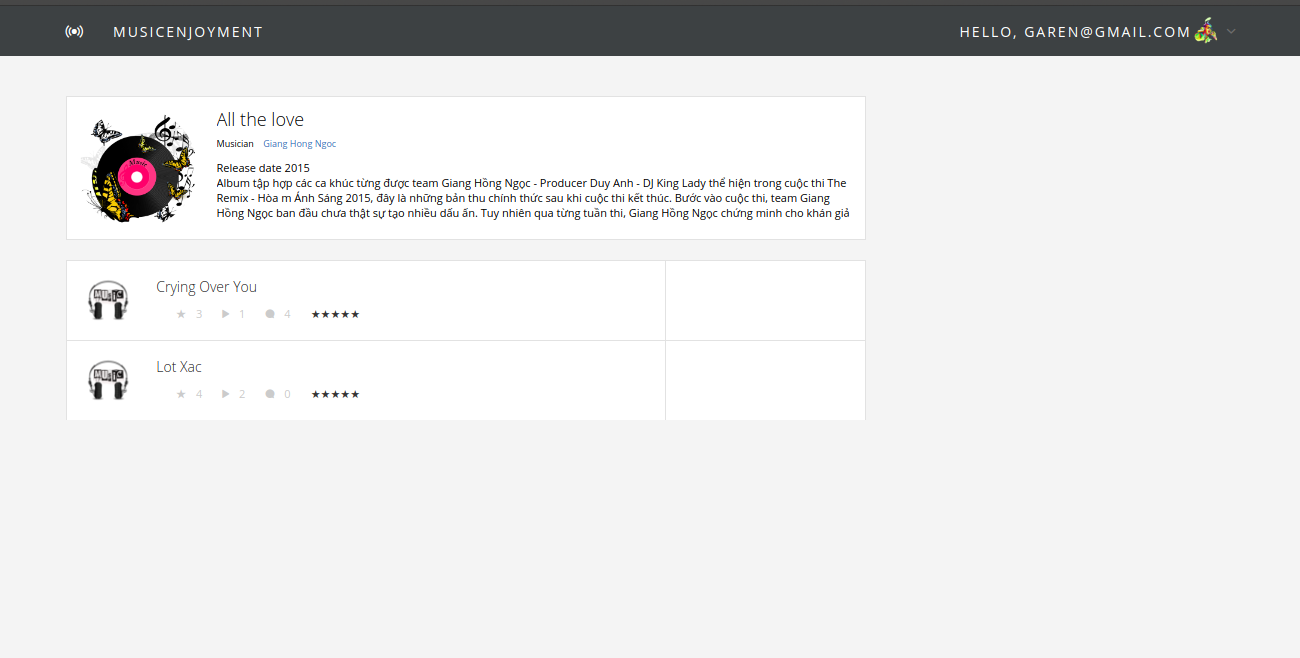 MUSICENJOYMENT
HELLO, GAREN@GMAIL.COM
Music
All the love
Musician Giang Hong Ngoc
Release date 2015
Album tập hợp các ca khúc từng được team Giang Hồng Ngọc - Producer Duy Anh - DJ King Lady thể hiện trong cuộc thi The
Remix - Hòa m Ánh Sáng 2015, đây là những bản thu chính thức sau khi cuộc thi kết thúc. Bước vào cuộc thi, team Giang
Hồng Ngọc ban đầu chưa thật sự tạo nhiều dấu ấn. Tuy nhiên qua từng tuần thi, Giang Hồng Ngọc chứng minh cho khán giả
MUSIC
Crying Over You
★ 3 ▶ 1 4 ★★★★★
MUSIC
Lot Xac
★ 4 ▶ 2 0 ★★★★★